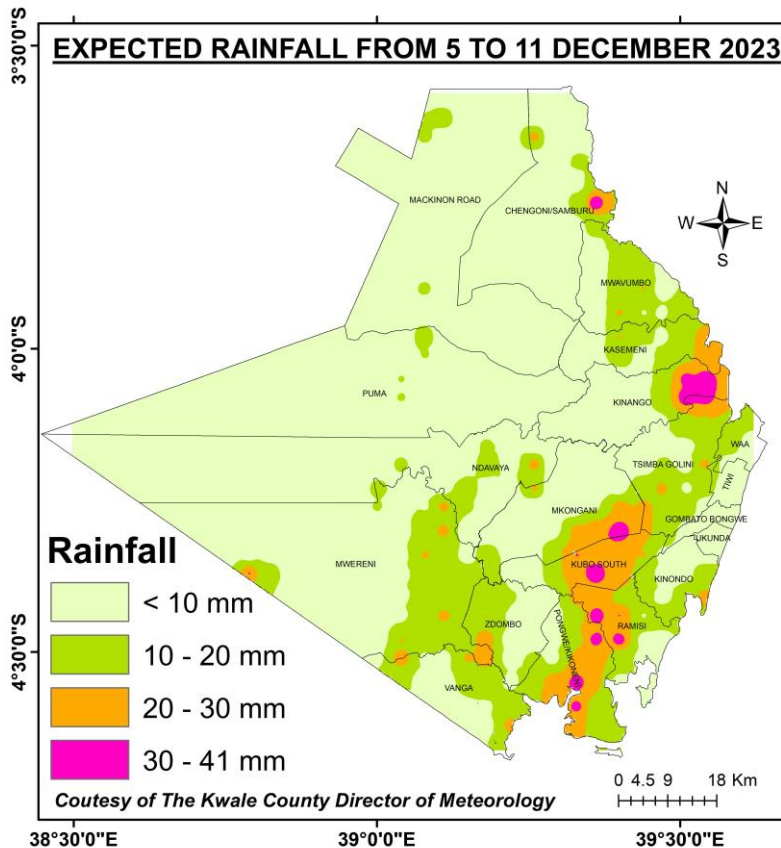 EXPECTED RAINFALL FROM 5 TO 11 DECEMBER 2023
3°30'0"S
N
MACKINON ROAD
CHENGONI/SAMBURU
W
E
S
MWAVUMBO
4°0'0"S
KASEMENI
PUMA
KINANGO
WAA
NDAVAYA
TSIMBA GOLINI
TIWI
MKONGANI
GOMBATO BONGWE
UKUNDA
Rainfall
MWERENI
KUBO SOUTH
< 10 mm
KINONDO
10 - 20 mm
ZDOMBO
PONGWE/KIKONENI
RAMISI
4°30'0"S
20 - 30 mm
VANGA
30 - 41 mm
0 4.5 9 18 Km
Coutesy of The Kwale County Director of Meteorology
38°30'0"E
39°0'0"E
39°30'0"E